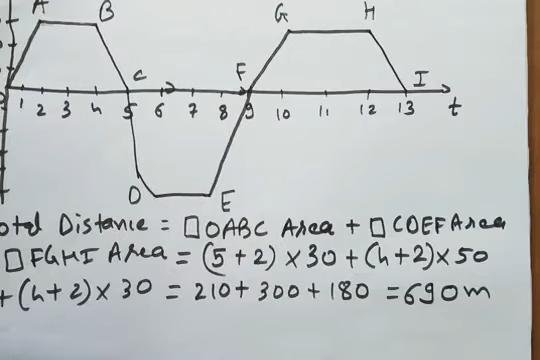 A B G H
C F I
1 2 3 4 5 6 7 8 9 10 11 12 13 t
D E
Distance = □OABC Area + □CDEF Area
□FGHI Area = (5+2)×30+(4+2)×50
+(4+2)×30 = 210+300+180 = 690m